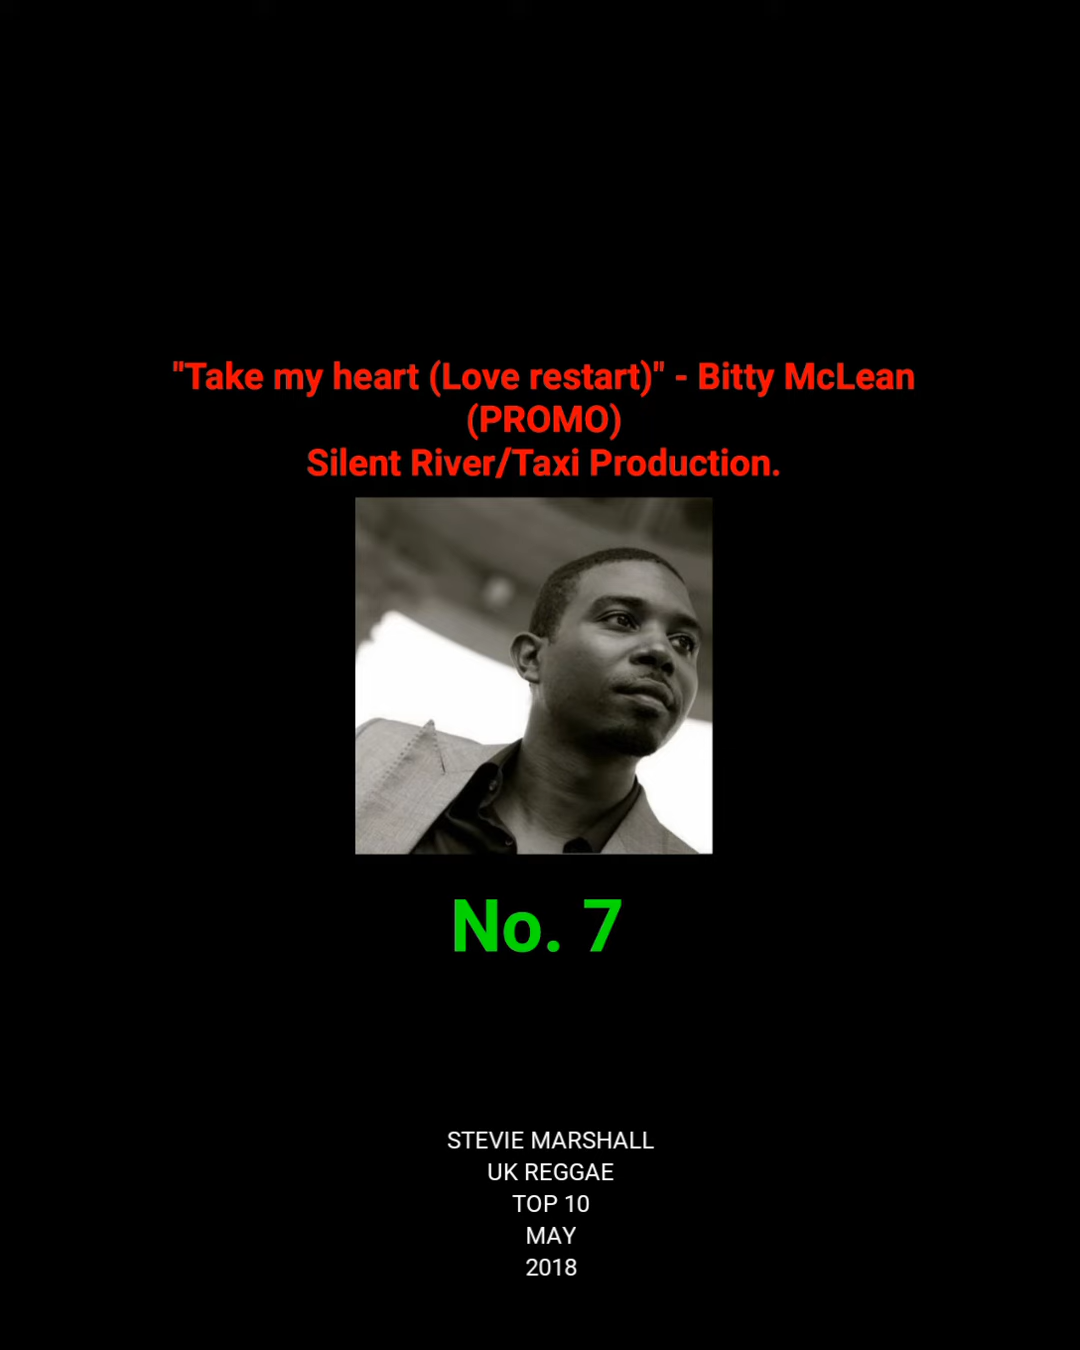 "Take my heart (Love restart)" - Bitty McLean
(PROMO)
Silent River/Taxi Production.
No. 7
STEVIE MARSHALL
UK REGGAE
TOP 10
MAY
2018